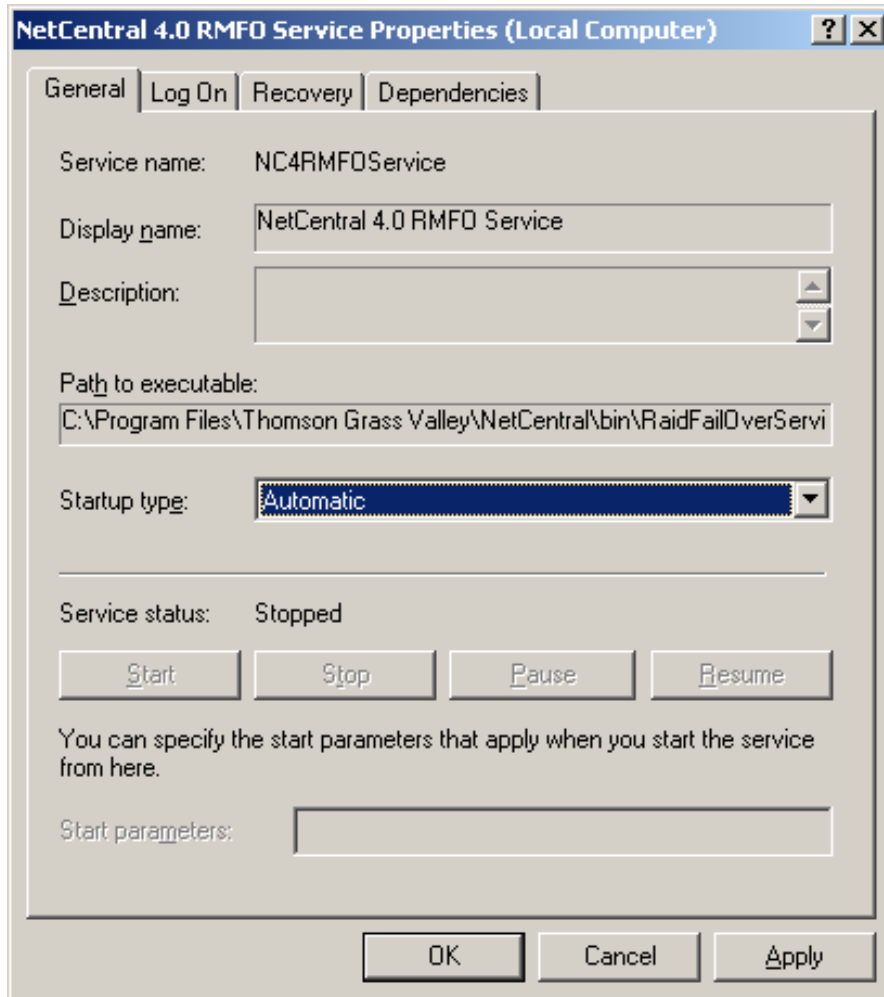 NetCentral 4.0 RMFO Service Properties (Local Computer)
General Log On Recovery Dependencies
Service name: NC4RMFOService
Display name: NetCentral 4.0 RMFO Service
Description:
Path to executable:
C:\Program Files\Thomson Grass Valley\NetCentral\bin\RaidFailOverServi
Startup type: Automatic
Service status: Stopped
Start Stop Pause Resume
You can specify the start parameters that apply when you start the service
from here.
Start parameters:
OK Cancel Apply